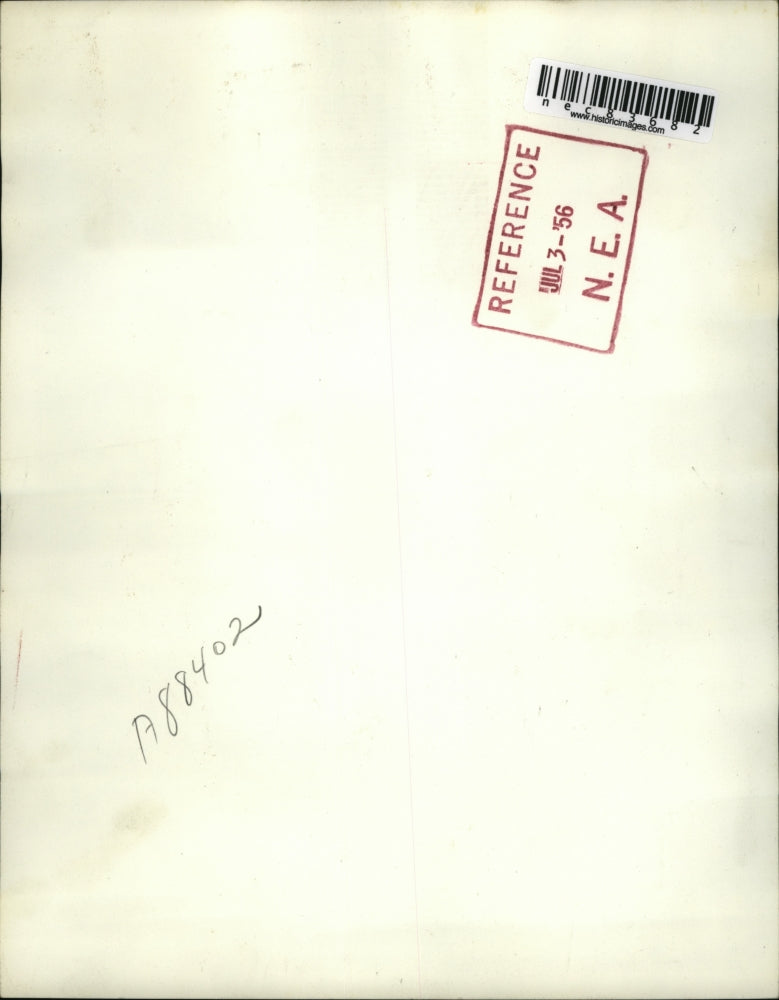 nec83682
www.historicimages.com
REFERENCE
JUL 3-'56
N. E. A.
A88402